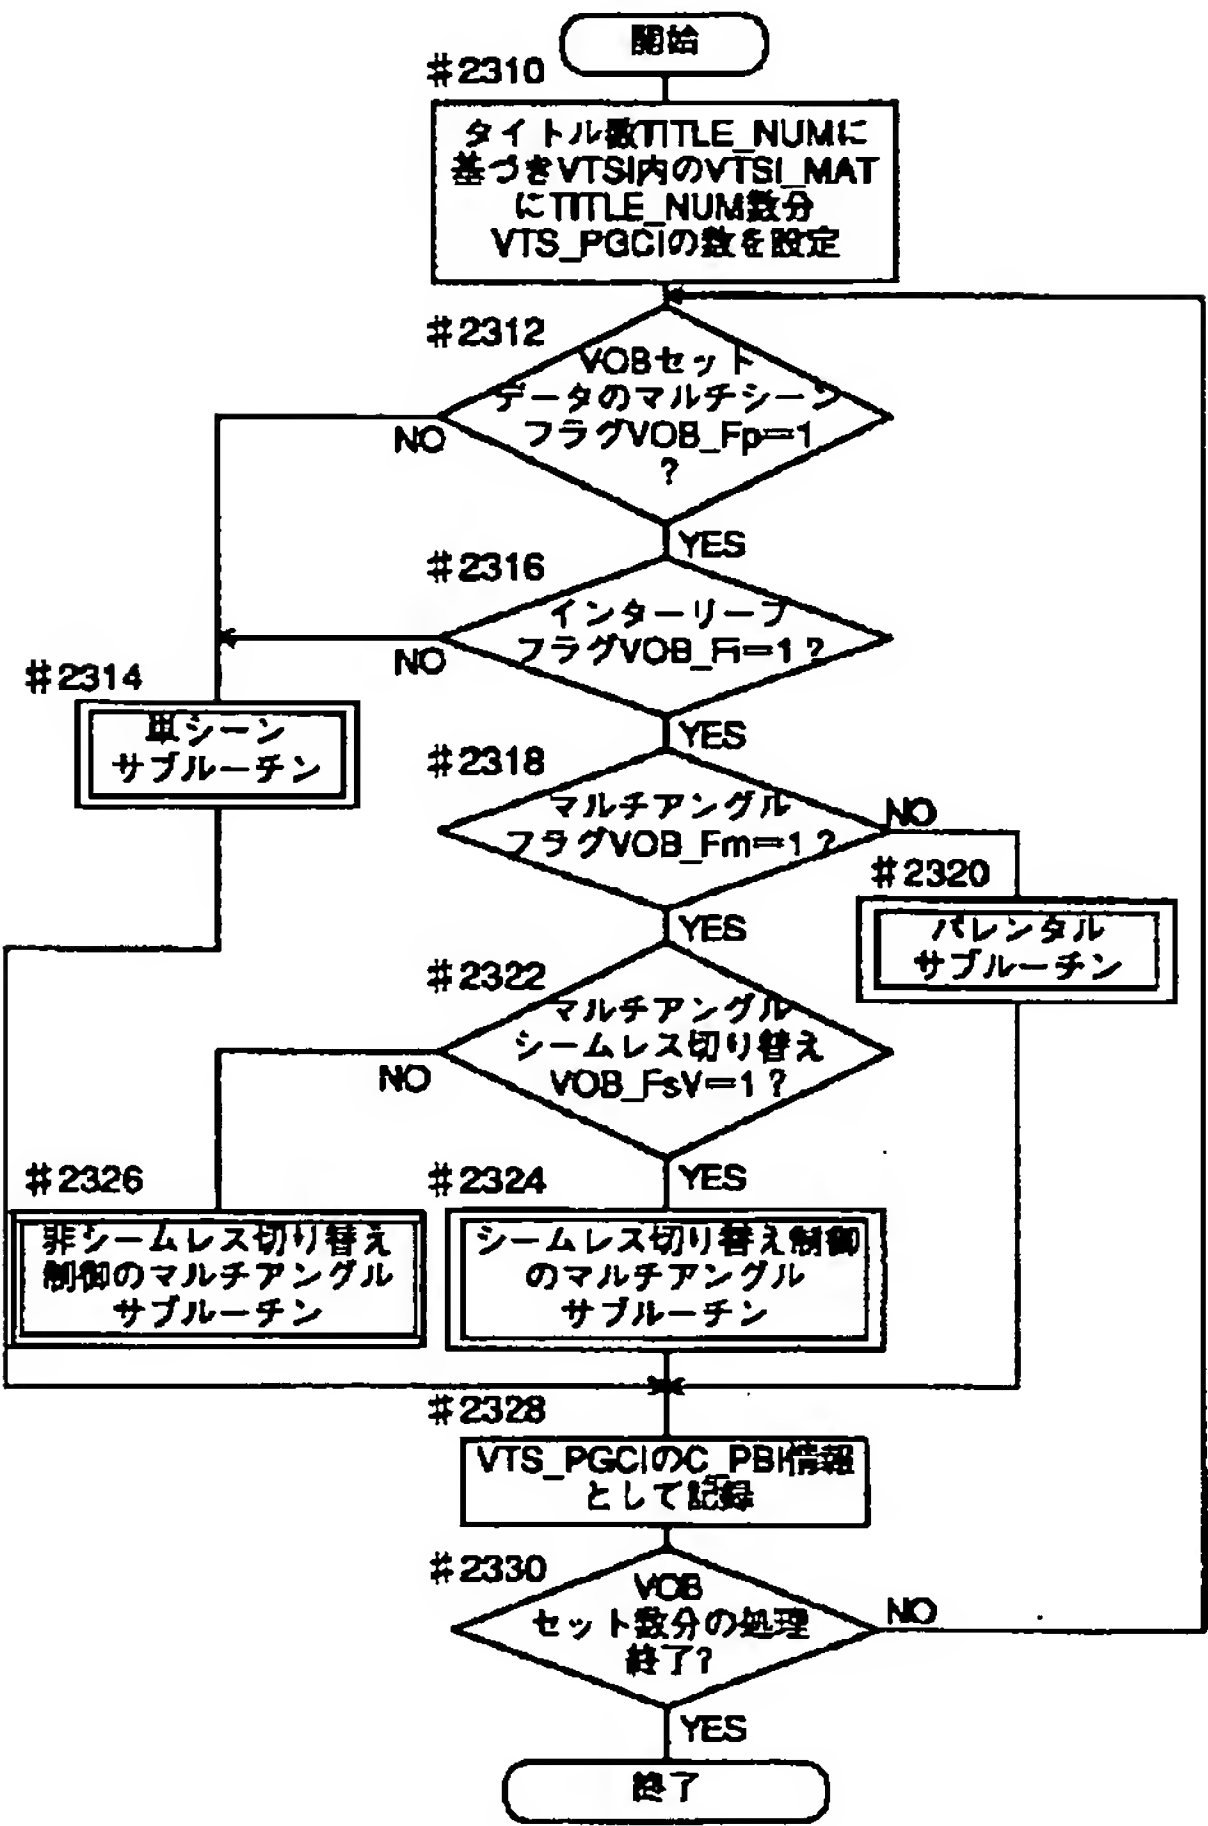 開始
#2310
タイトル数TITLE_NUMに
基づきVTSI内のVTSI_MAT
にTITLE_NUM数分
VTS_PGCIの数を設定
#2312
VOBセット
データのマルチシーン
フラグVOB_Fp=1
?
NO
YES
#2316
インターリーブ
フラグVOB_Fi=1?
NO
YES
#2314
単シーン
サブルーチン
#2318
マルチアングル
フラグVOB_Fm=1?
NO
YES
#2320
パレンタル
サブルーチン
#2322
マルチアングル
シームレス切り替え
VOB_FsV=1?
NO
YES
#2326
非シームレス切り替え
制御のマルチアングル
サブルーチン
#2324
シームレス切り替え制御
のマルチアングル
サブルーチン
#2328
VTS_PGCIのC_PBI情報
として記録
#2330
VOB
セット数分の処理
終了?
NO
YES
終了